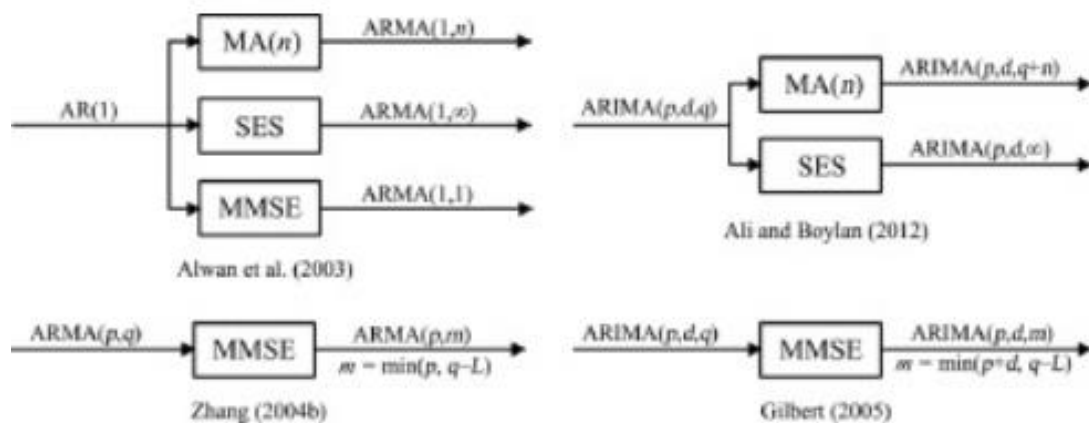 MA(n)
ARMA(1,n)
AR(1)
SES
ARMA(1,∞)
MMSE
ARMA(1,1)
Alwan et al. (2003)
ARIMA(p,d,q)
MA(n)
ARIMA(p,d,q+n)
SES
ARIMA(p,d,∞)
Ali and Boylan (2012)
ARMA(p,q)
MMSE
ARMA(p,m)
m = min(p, q−L)
Zhang (2004b)
ARIMA(p,d,q)
MMSE
ARIMA(p,d,m)
m = min(p+d, q−L)
Gilbert (2005)